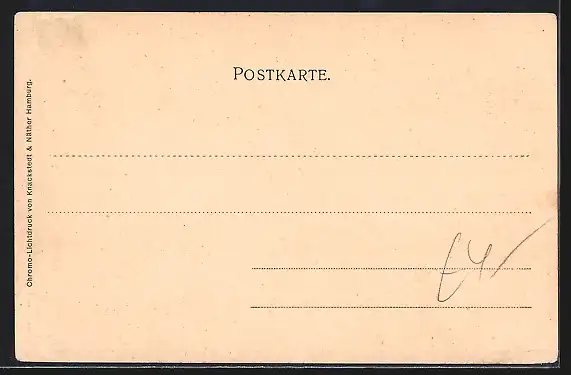 POSTKARTE.
Chromo-Lichtdruck von Knackstedt & Näther Hamburg.